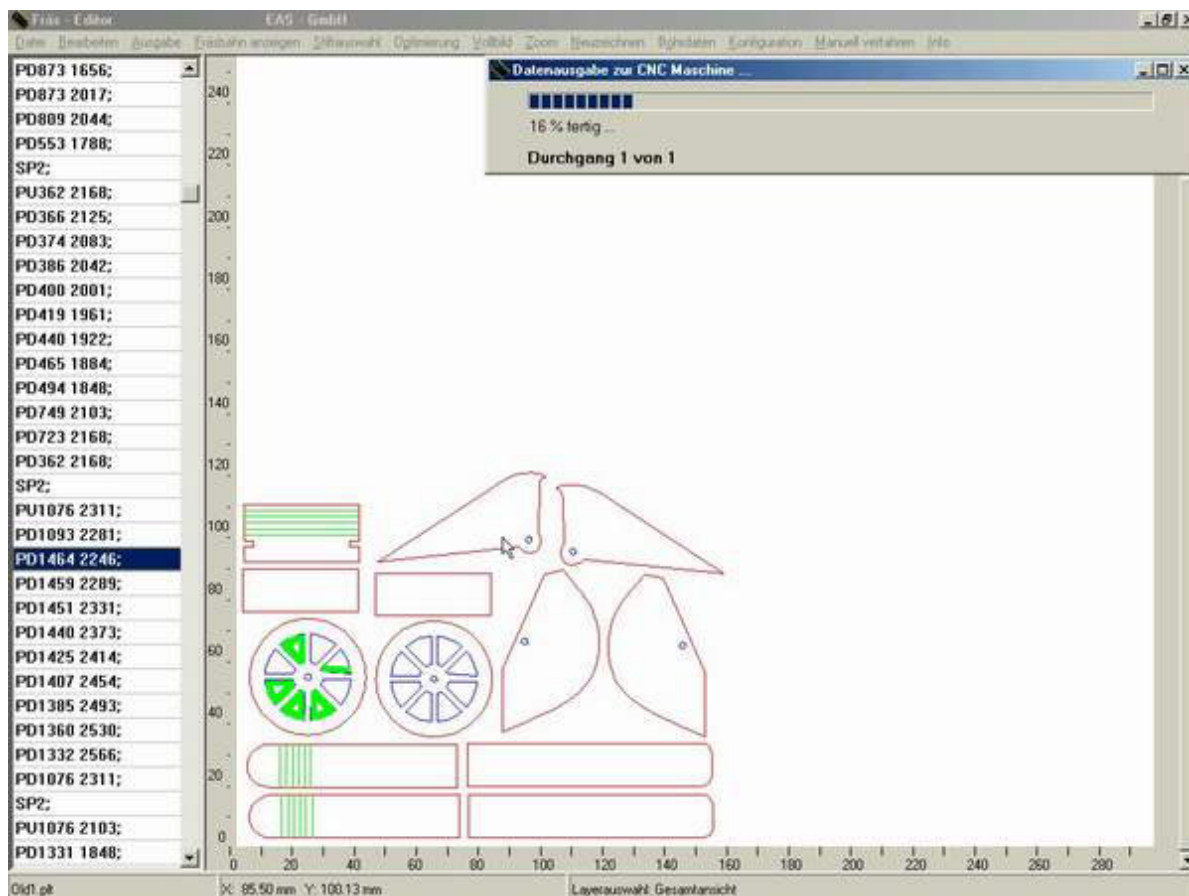 Fräs - Editor EAS - GmbH
Datei Bearbeiten Ausgabe Fräsbahn anzeigen Stiftauswahl Optimierung Vollbild Zoom Neuzeichnen Bohrdaten Konfiguration Manuell verfahren Info
Datenausgabe zur CNC Maschine ...
16 % fertig ...
Durchgang 1 von 1
PD873 1656;
PD873 2017;
PD809 2044;
PD553 1788;
SP2;
PU362 2168;
PD366 2125;
PD374 2083;
PD386 2042;
PD400 2001;
PD419 1961;
PD440 1922;
PD465 1884;
PD494 1848;
PD749 2103;
PD723 2168;
PD362 2168;
SP2;
PU1076 2311;
PD1093 2281;
PD1464 2246;
PD1459 2289;
PD1451 2331;
PD1440 2373;
PD1425 2414;
PD1407 2454;
PD1385 2493;
PD1360 2530;
PD1332 2566;
PD1076 2311;
SP2;
PU1076 2103;
PD1331 1848;
240
220
200
180
160
140
120
100
80
60
40
20
0
0 20 40 60 80 100 120 140 160 180 200 220 240 260 280
Old1.plt X: 85.50 mm Y: 100.13 mm Layerauswahl: Gesamtansicht